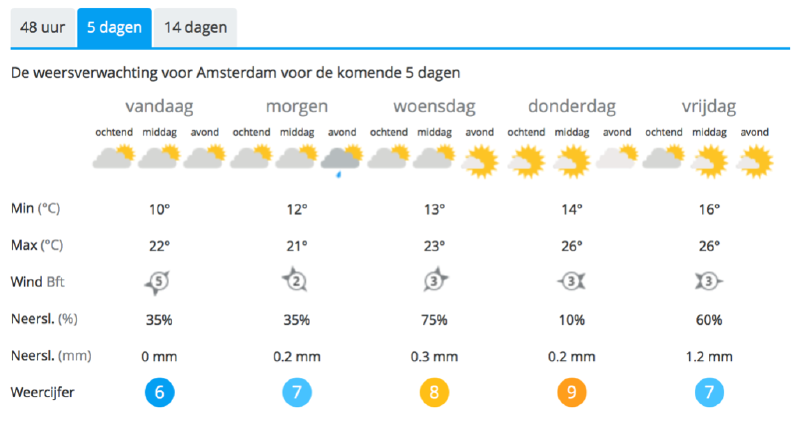 48 uur 5 dagen 14 dagen
De weersverwachting voor Amsterdam voor de komende 5 dagen
vandaag morgen woensdag donderdag vrijdag
ochtend middag avond ochtend middag avond ochtend middag avond ochtend middag avond ochtend middag avond
Min (°C) 10° 12° 13° 14° 16°
Max (°C) 22° 21° 23° 26° 26°
Wind Bft 5 2 3 3 3
Neersl. (%) 35% 35% 75% 10% 60%
Neersl. (mm) 0 mm 0.2 mm 0.3 mm 0.2 mm 1.2 mm
Weercijfer 6 7 8 9 7